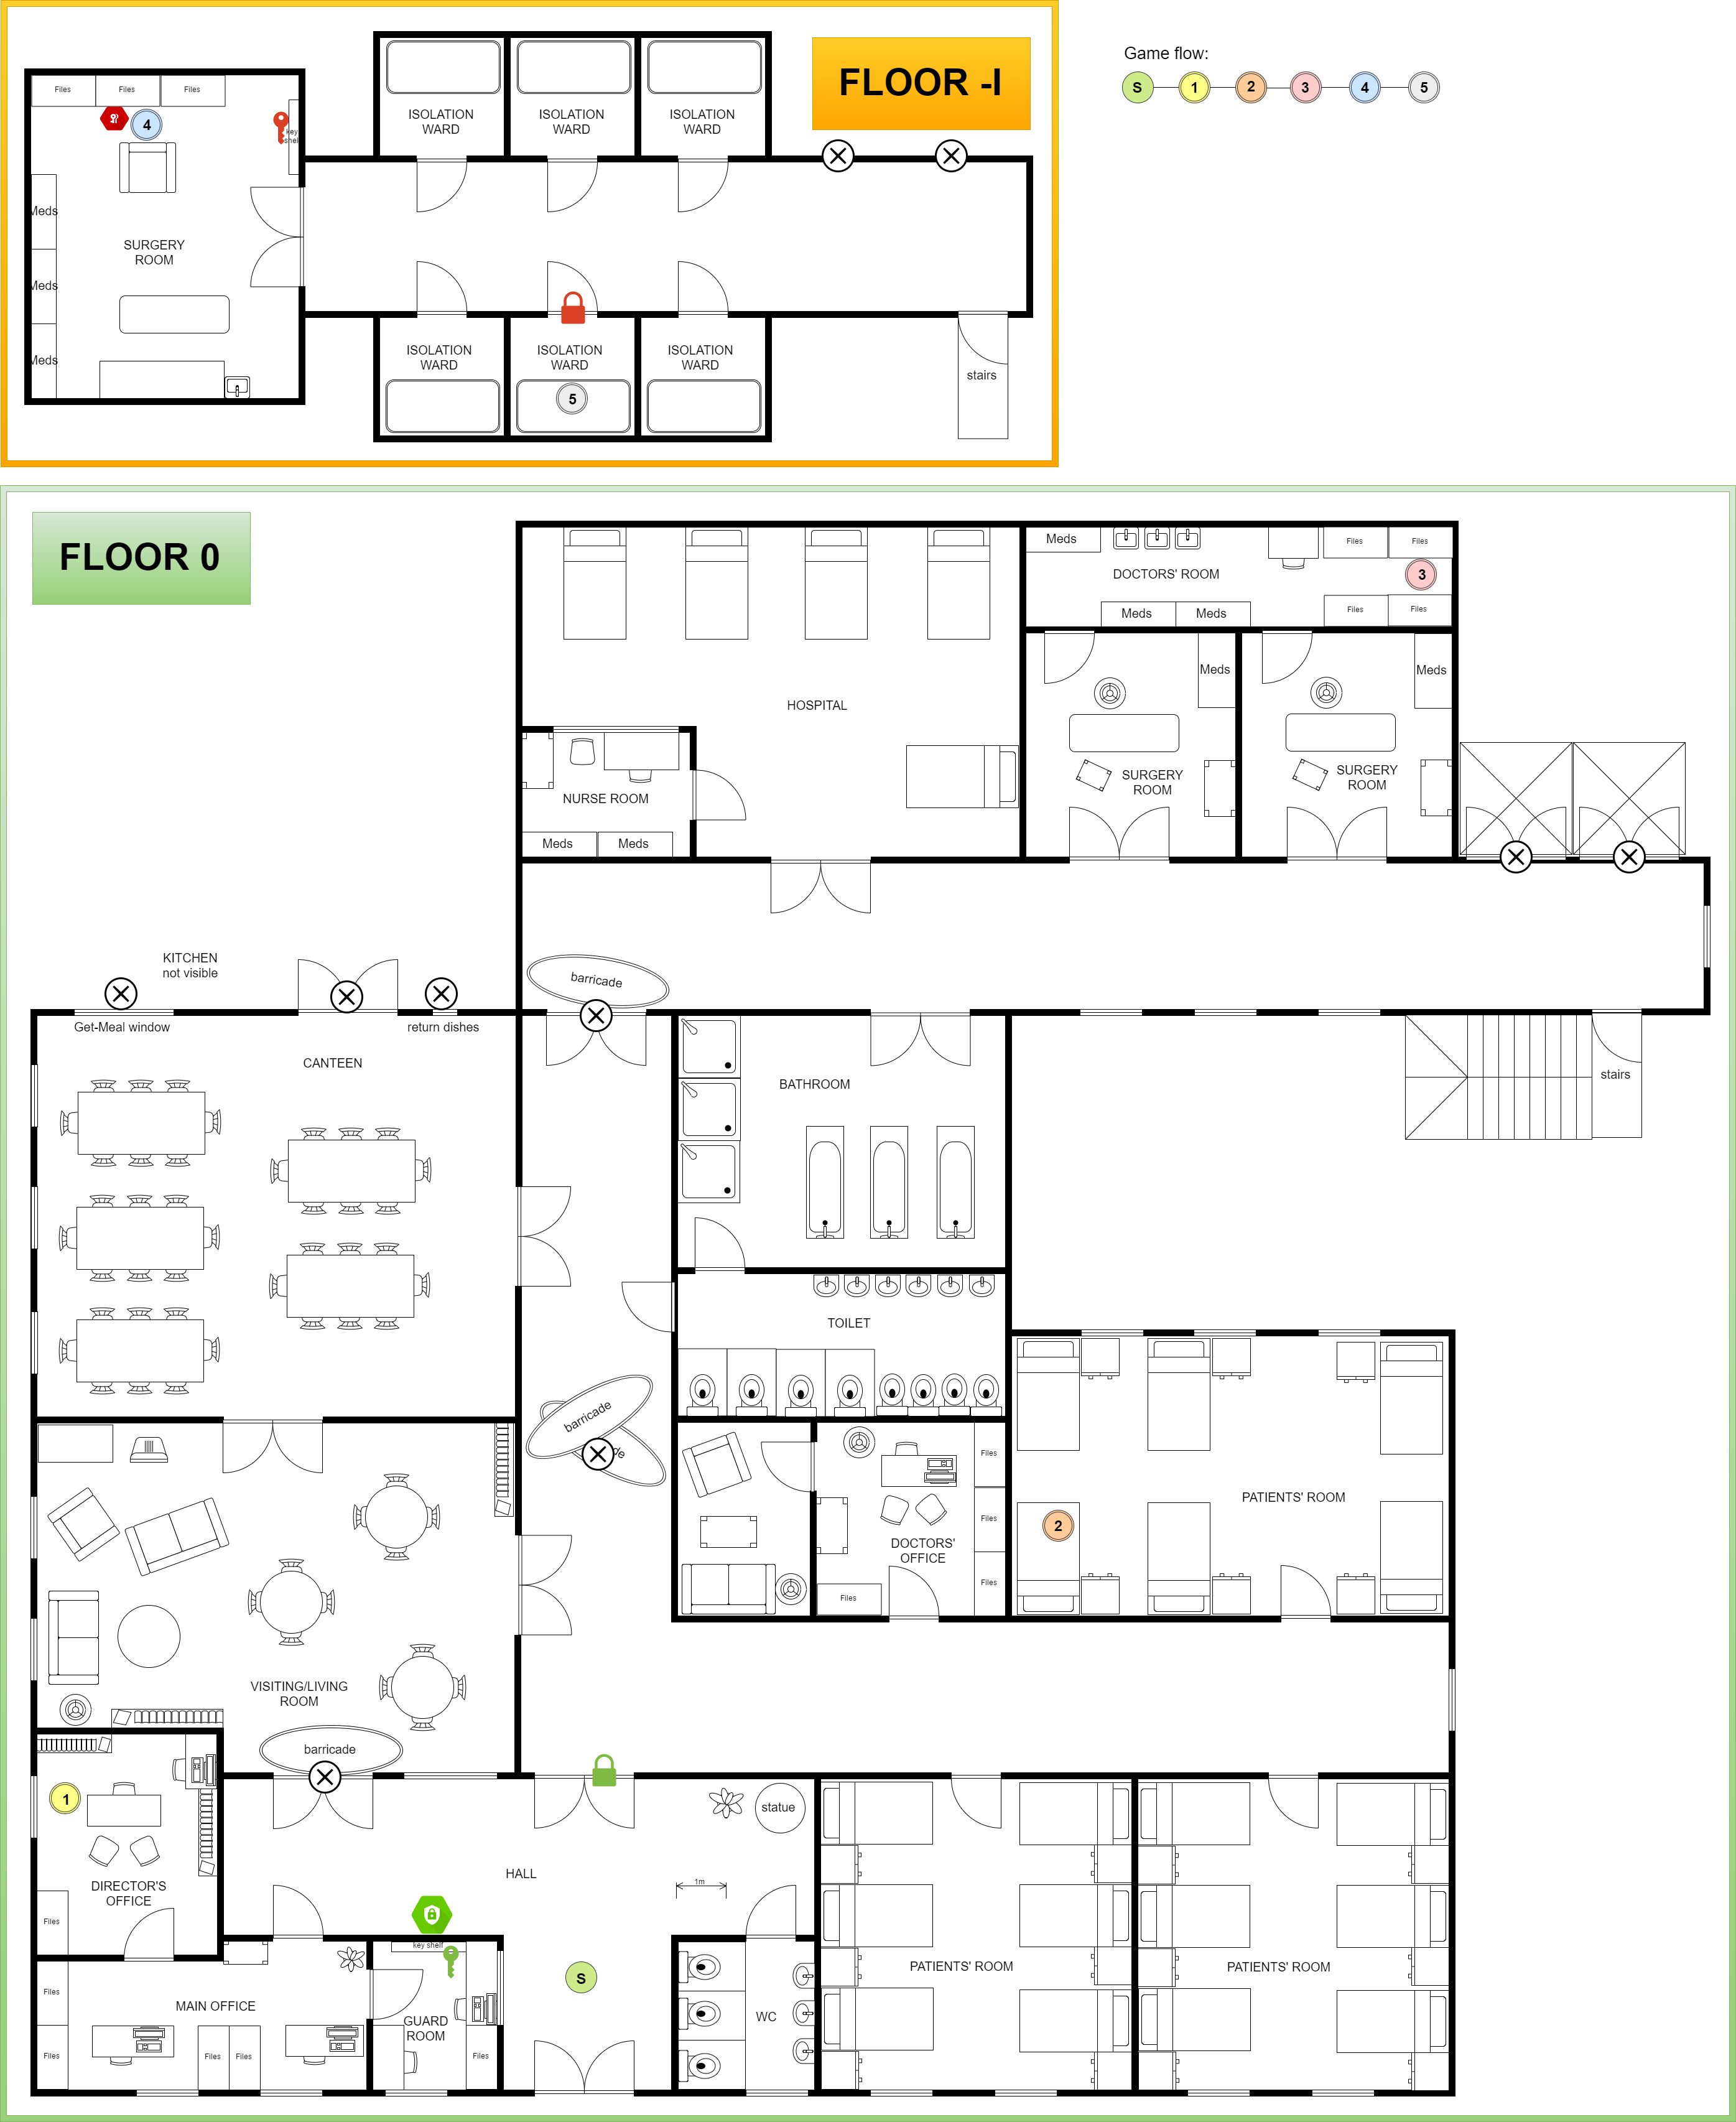 FLOOR -I
Game flow:
S
1
2
3
4
5
Files
Files
Files
4
key
shelf
ISOLATION
WARD
ISOLATION
WARD
ISOLATION
WARD
Meds
Meds
Meds
SURGERY
ROOM
ISOLATION
WARD
ISOLATION
WARD
ISOLATION
WARD
5
stairs
FLOOR 0
Meds
Files
Files
DOCTORS' ROOM
3
Meds
Meds
Files
Files
HOSPITAL
Meds
Meds
SURGERY
ROOM
SURGERY
ROOM
NURSE ROOM
Meds
Meds
KITCHEN
not visible
barricade
Get-Meal window
return dishes
CANTEEN
BATHROOM
stairs
TOILET
barricade
de
Files
Files
Files
Files
DOCTORS'
OFFICE
PATIENTS' ROOM
2
VISITING/LIVING
ROOM
barricade
1
statue
HALL
1m
DIRECTOR'S
OFFICE
Files
key shelf
S
Files
Files
Files
Files
MAIN OFFICE
GUARD
ROOM
Files
WC
PATIENTS' ROOM
PATIENTS' ROOM